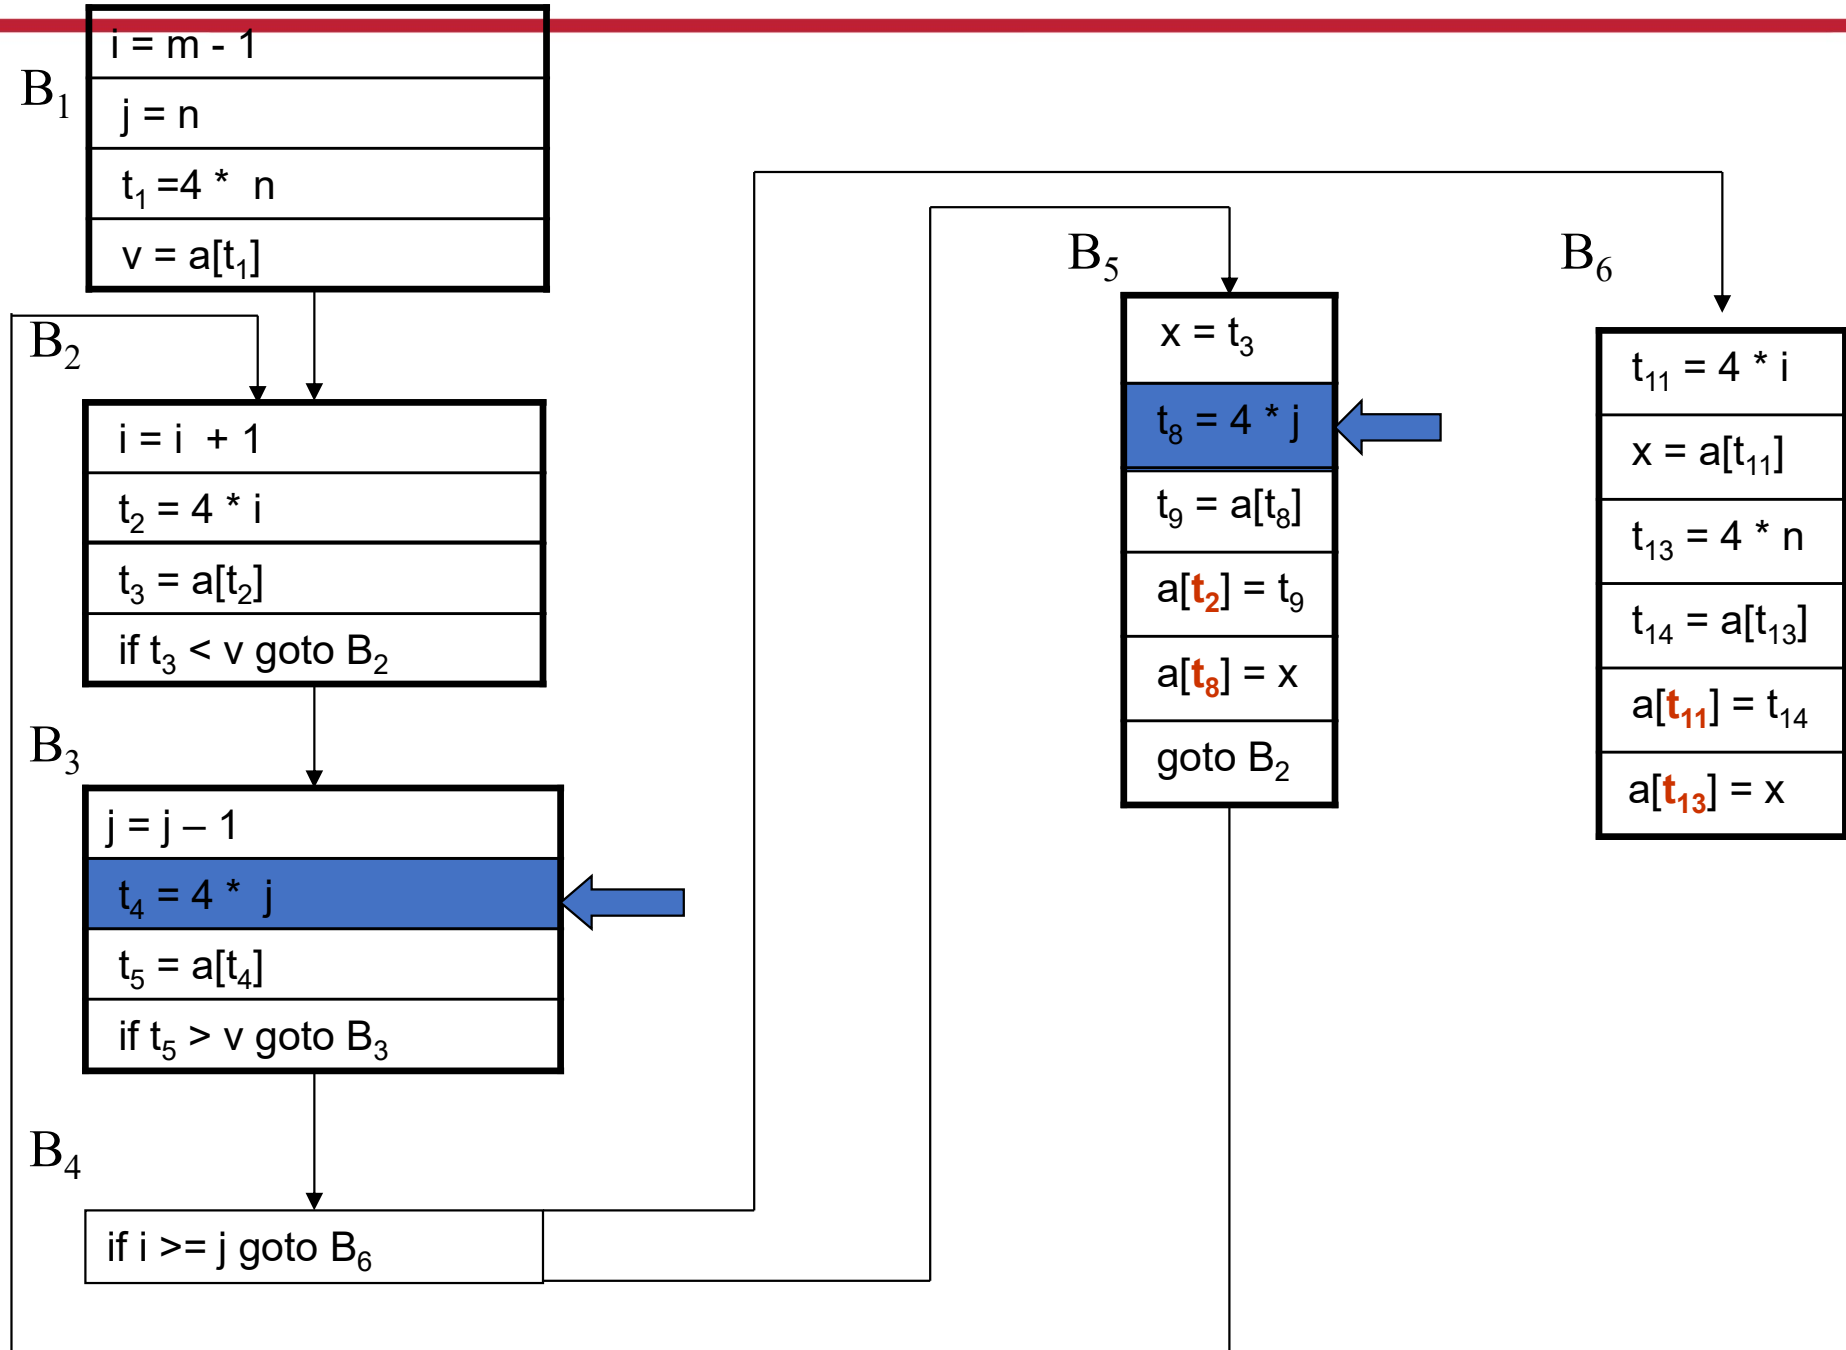 B₁
i = m - 1
j = n
t₁ =4 * n
v = a[t₁]
B₂
i = i + 1
t₂ = 4 * i
t₃ = a[t₂]
if t₃ < v goto B₂
B₃
j = j – 1
t₄ = 4 * j
t₅ = a[t₄]
if t₅ > v goto B₃
B₄
if i >= j goto B₆
B₅
x = t₃
t₈ = 4 * j
t₉ = a[t₈]
a[t₂] = t₉
a[t₈] = x
goto B₂
B₆
t₁₁ = 4 * i
x = a[t₁₁]
t₁₃ = 4 * n
t₁₄ = a[t₁₃]
a[t₁₁] = t₁₄
a[t₁₃] = x